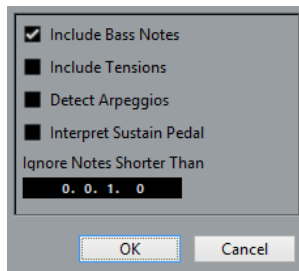 Include Bass Notes
Include Tensions
Detect Arpeggios
Interpret Sustain Pedal
Ignore Notes Shorter Than
0. 0. 1. 0
OK Cancel